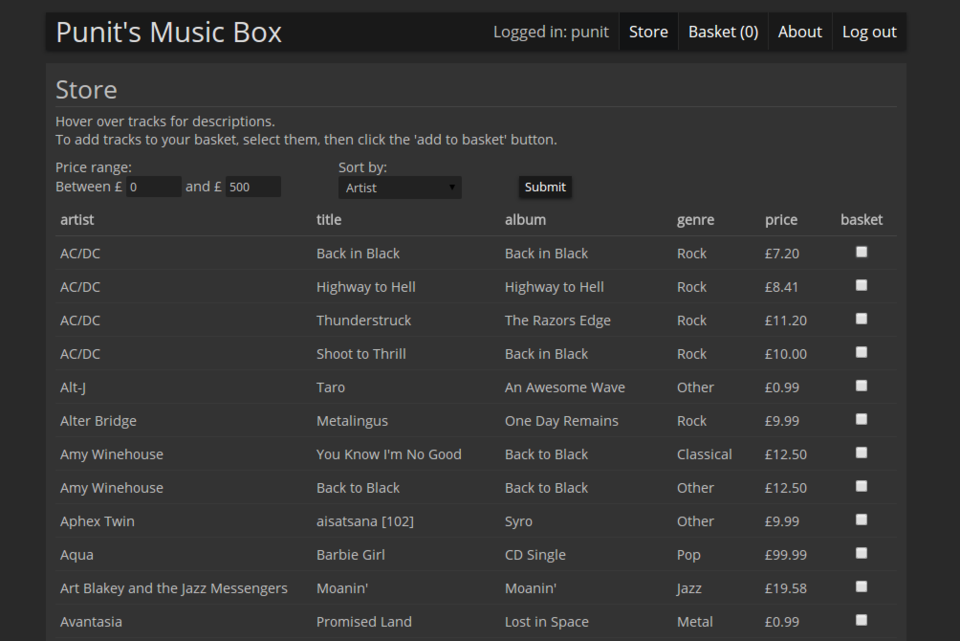 Punit's Music Box Logged in: punit Store Basket (0) About Log out
Store
Hover over tracks for descriptions.
To add tracks to your basket, select them, then click the 'add to basket' button.
Price range: Sort by:
Between £ 0 and £ 500 Artist Submit
artist title album genre price basket
AC/DC Back in Black Back in Black Rock £7.20
AC/DC Highway to Hell Highway to Hell Rock £8.41
AC/DC Thunderstruck The Razors Edge Rock £11.20
AC/DC Shoot to Thrill Back in Black Rock £10.00
Alt-J Taro An Awesome Wave Other £0.99
Alter Bridge Metalingus One Day Remains Rock £9.99
Amy Winehouse You Know I'm No Good Back to Black Classical £12.50
Amy Winehouse Back to Black Back to Black Other £12.50
Aphex Twin aisatsana [102] Syro Other £9.99
Aqua Barbie Girl CD Single Pop £99.99
Art Blakey and the Jazz Messengers Moanin' Moanin' Jazz £19.58
Avantasia Promised Land Lost in Space Metal £0.99